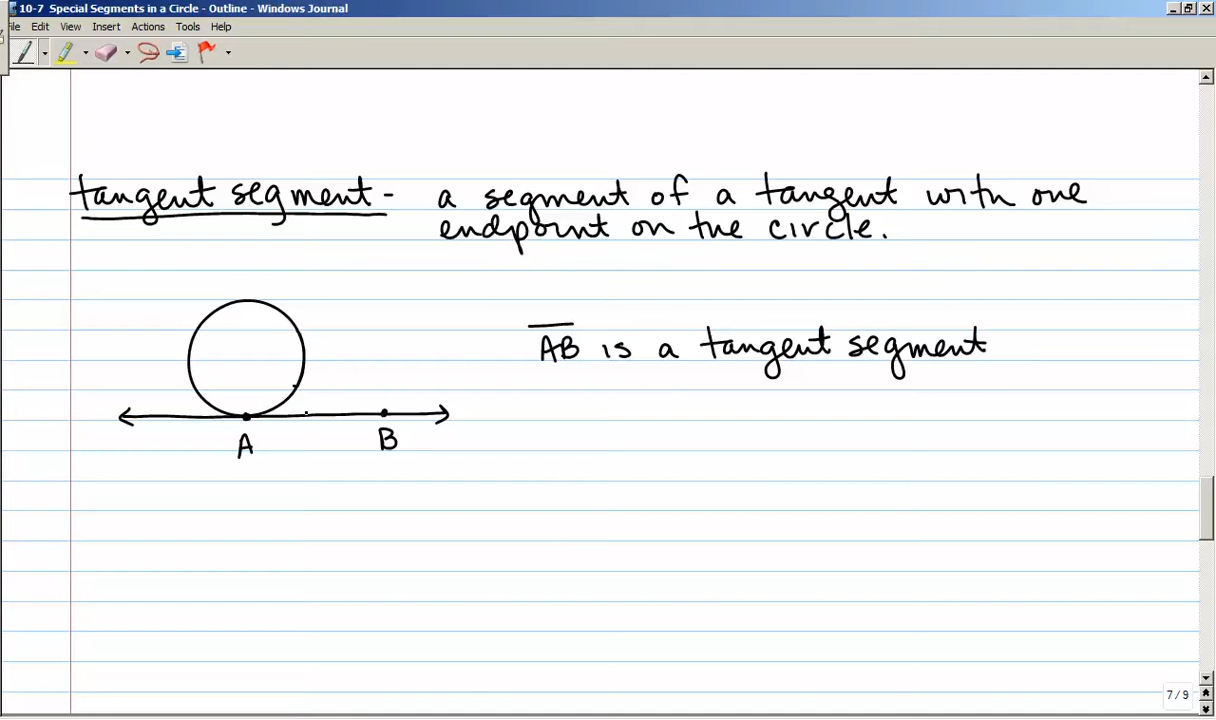 10-7 Special Segments in a Circle - Outline - Windows Journal
File Edit View Insert Actions Tools Help
tangent segment - a segment of a tangent with one
endpoint on the circle.
AB is a tangent segment
A B
7 / 9